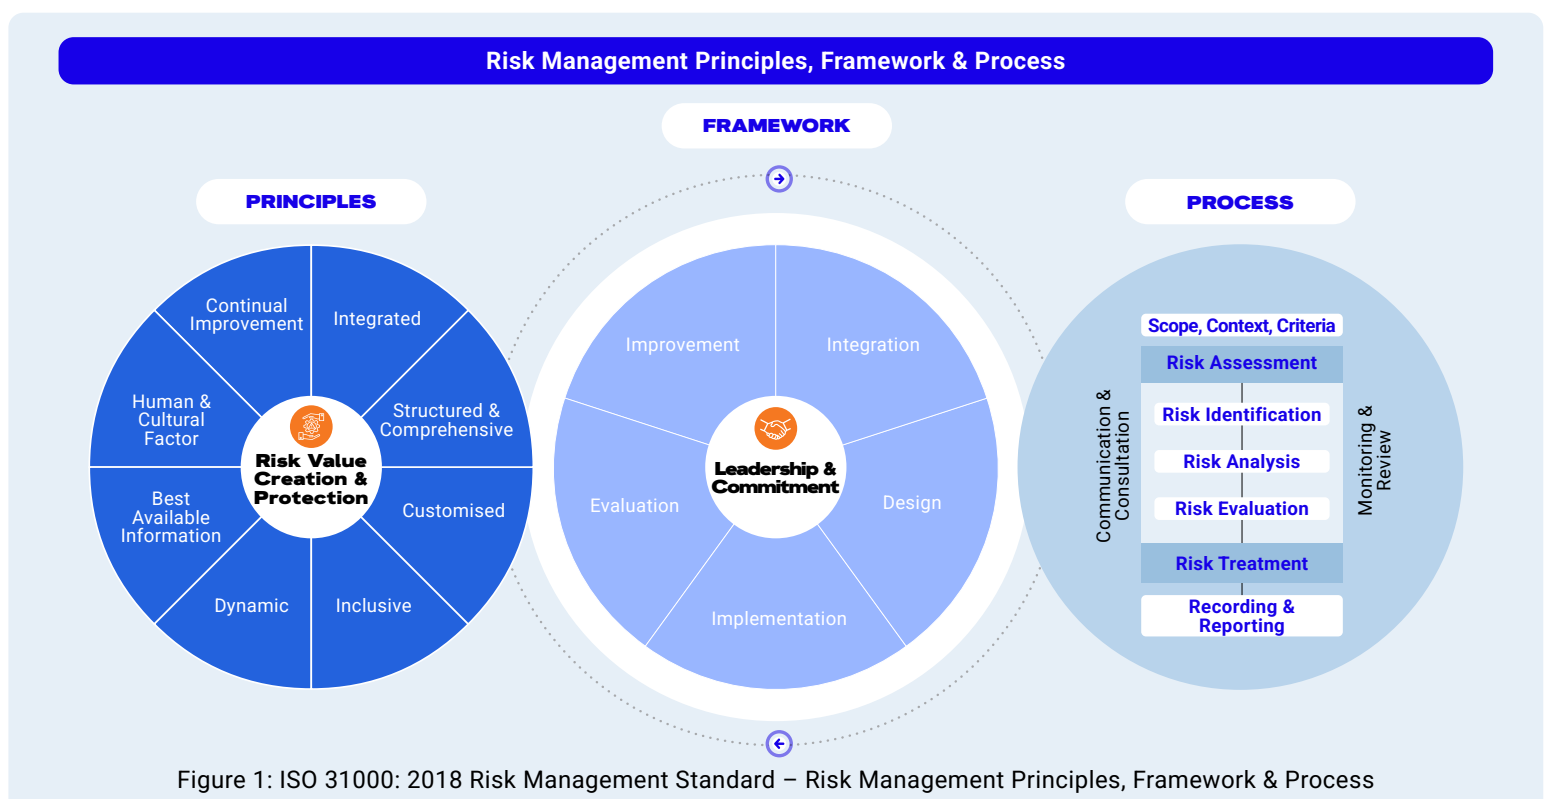 Risk Management Principles, Framework & Process
FRAMEWORK
PRINCIPLES
PROCESS
Continual
Improvement
Integrated
Human &
Cultural
Factor
Structured &
Comprehensive
Risk Value
Creation &
Protection
Best
Available
Information
Customised
Dynamic
Inclusive
Improvement
Integration
Leadership &
Commitment
Evaluation
Design
Implementation
Communication &
Consultation
Scope, Context, Criteria
Risk Assessment
Risk Identification
Risk Analysis
Risk Evaluation
Risk Treatment
Recording &
Reporting
Monitoring &
Review
Figure 1: ISO 31000: 2018 Risk Management Standard – Risk Management Principles, Framework & Process